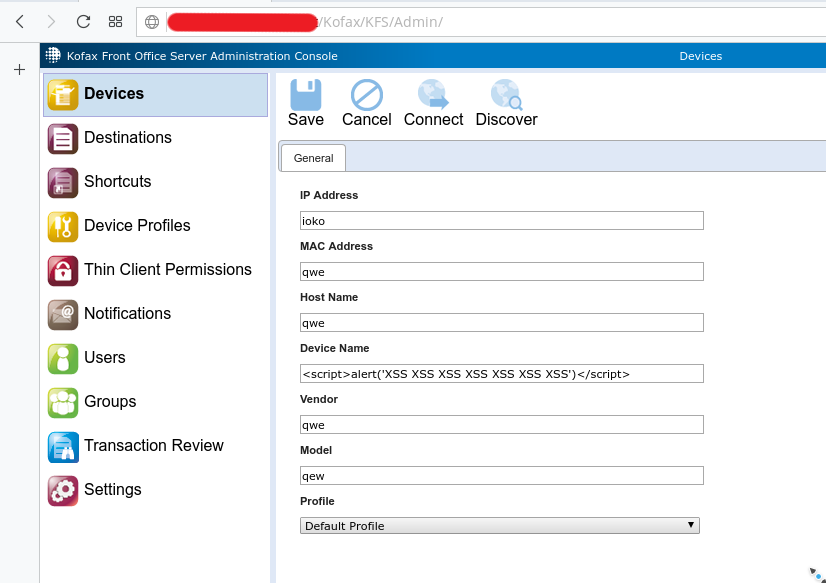 /Kofax/KFS/Admin/
Kofax Front Office Server Administration Console
Devices
Devices
Destinations
Shortcuts
Device Profiles
Thin Client Permissions
Notifications
Users
Groups
Transaction Review
Settings
Save
Cancel
Connect
Discover
General
IP Address
ioko
MAC Address
qwe
Host Name
qwe
Device Name
<script>alert('XSS XSS XSS XSS XSS XSS XSS')</script>
Vendor
qwe
Model
qew
Profile
Default Profile